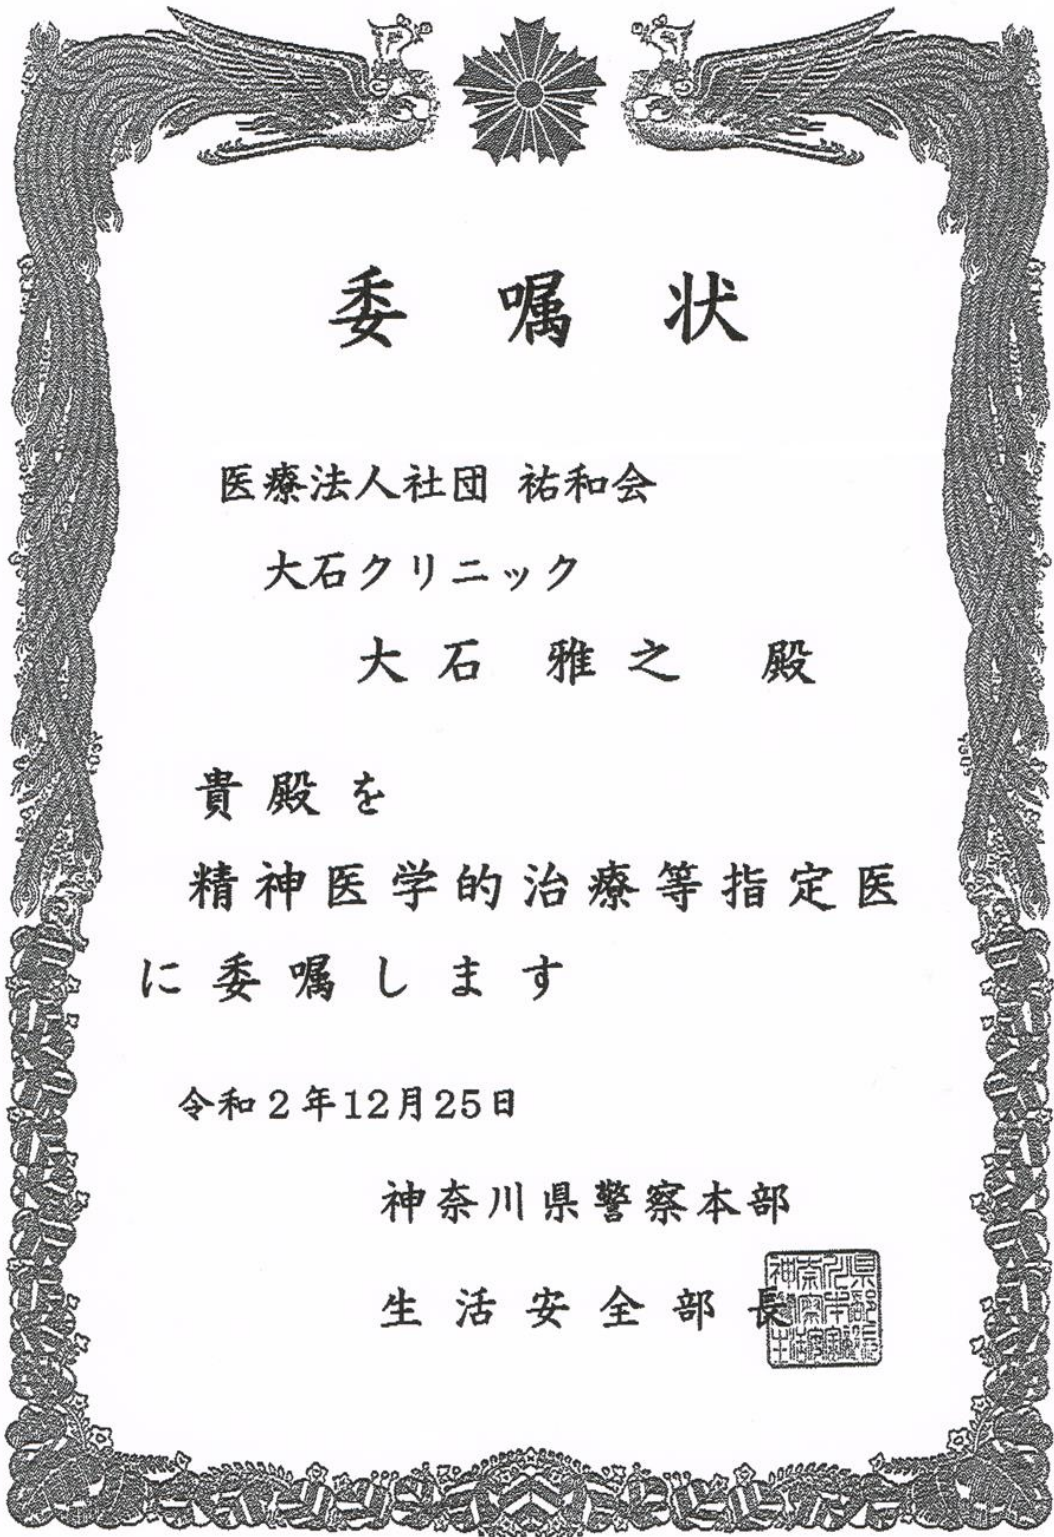 委嘱状
医療法人社団 祐和会
大石クリニック
大石 雅之 殿
貴殿を
精神医学的治療等指定医
に委嘱します
令和2年12月25日
神奈川県警察本部
生活安全部長